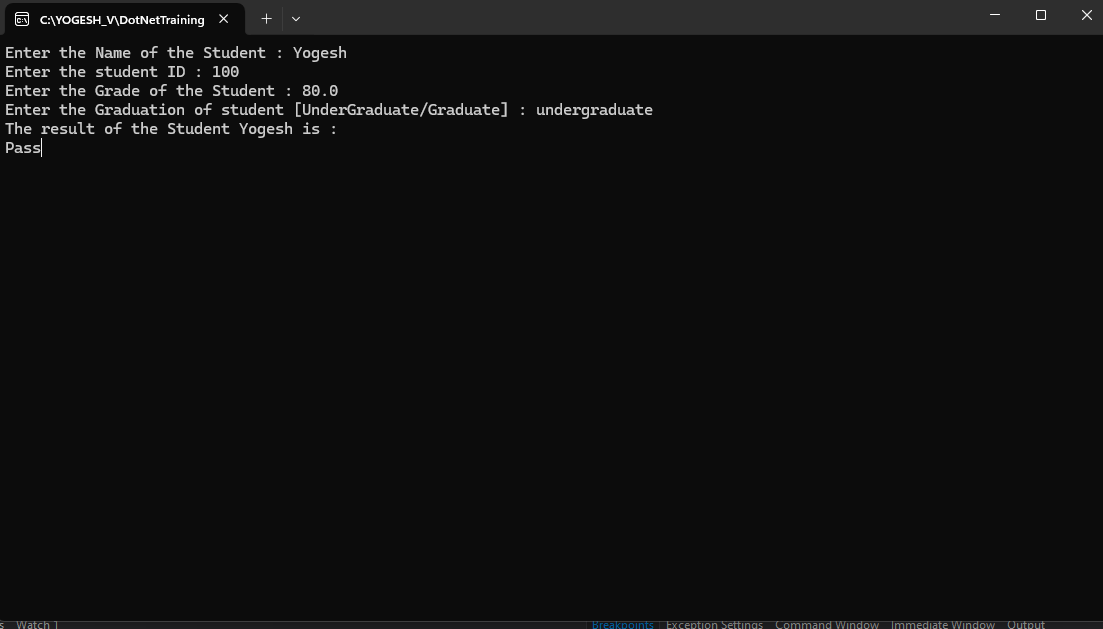 C:\YOGESH_V\DotNetTraining
Enter the Name of the Student : Yogesh
Enter the student ID : 100
Enter the Grade of the Student : 80.0
Enter the Graduation of student [UnderGraduate/Graduate] : undergraduate
The result of the Student Yogesh is :
Pass
Watch 1 Breakpoints Exception Settings Command Window Immediate Window Output